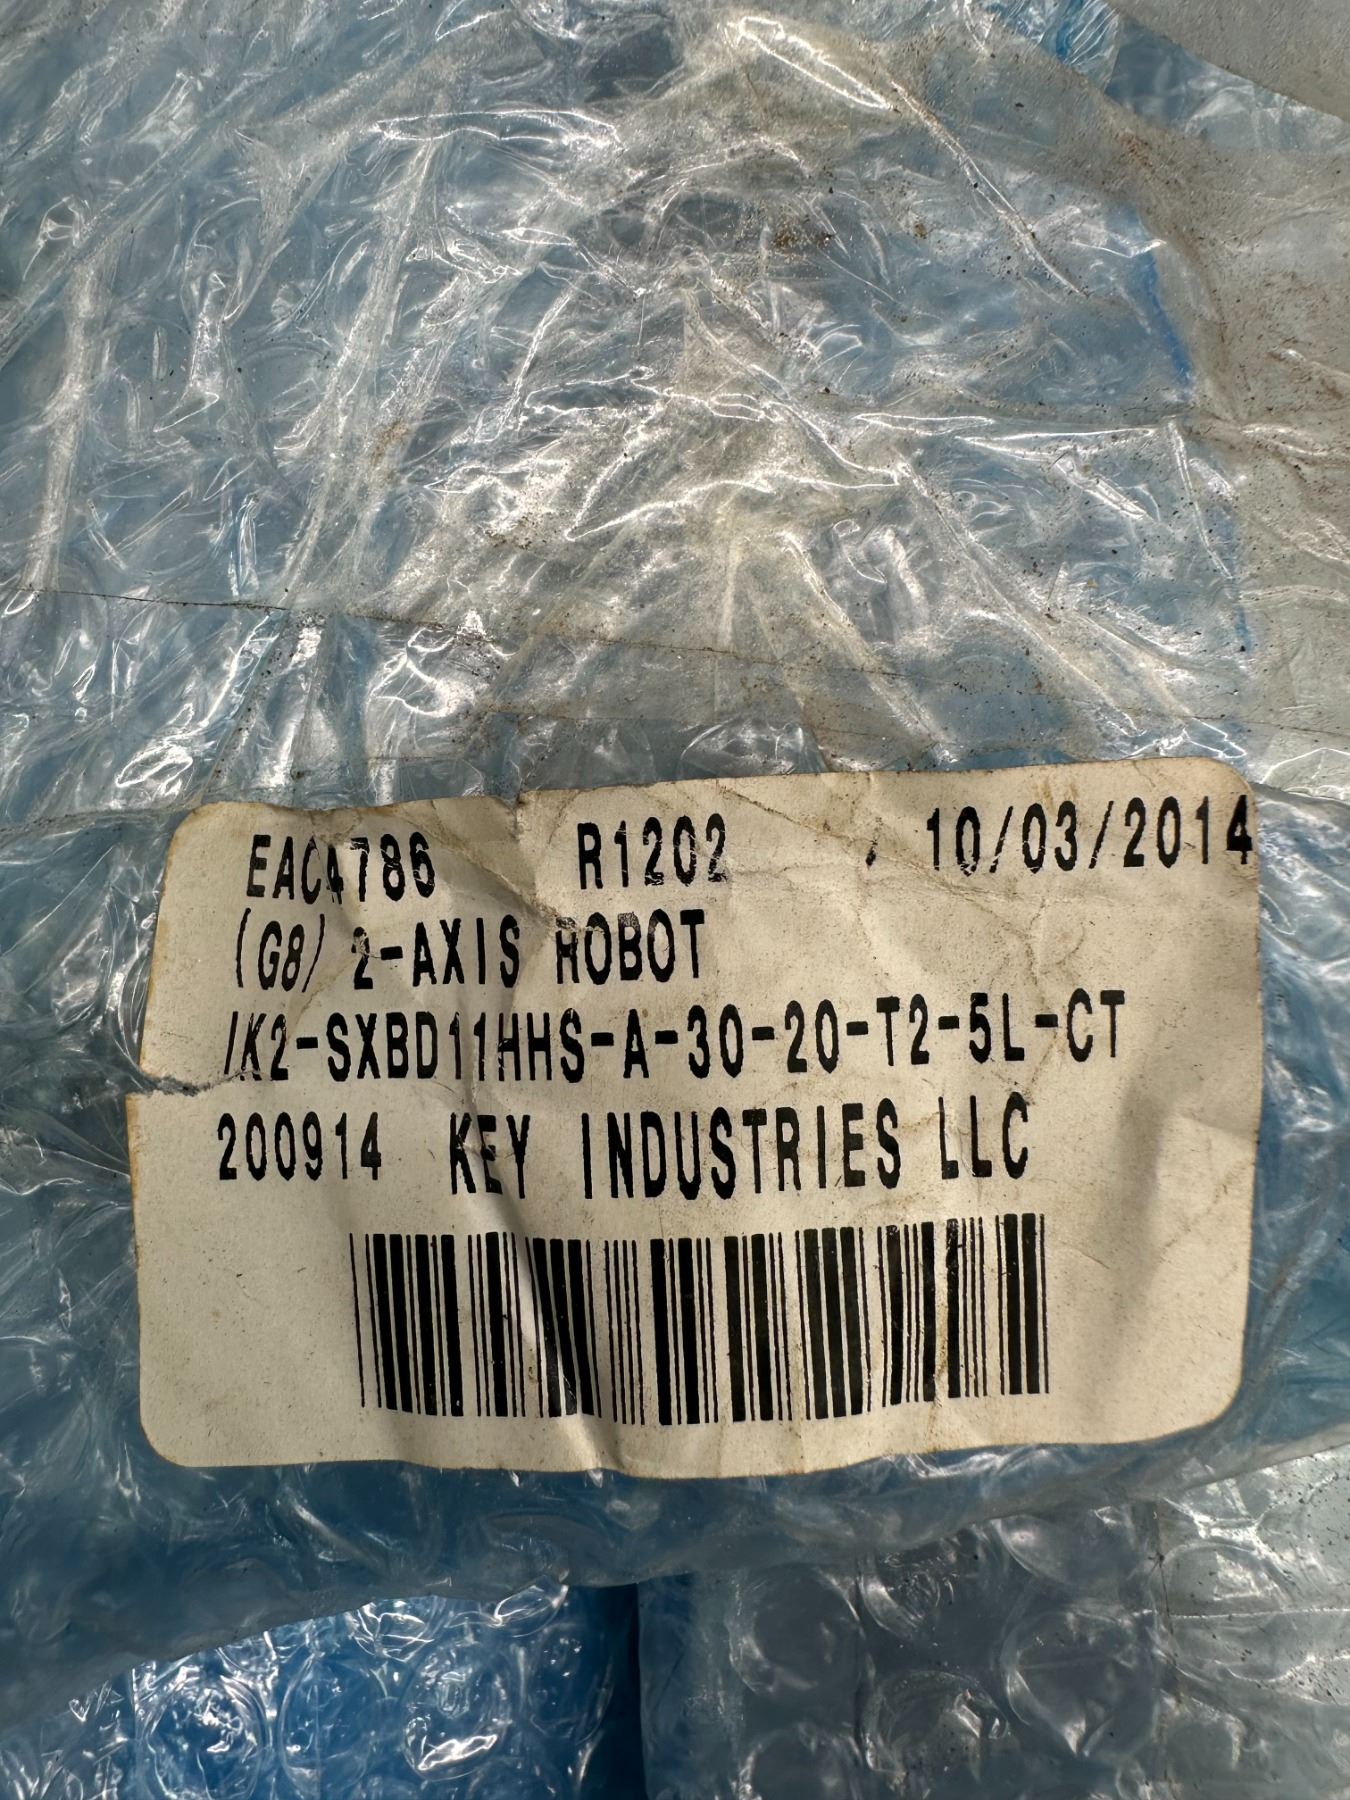 EAC4786 R1202 10/03/2014
(G8) 2-AXIS ROBOT
IK2-SXBD11HHS-A-30-20-T2-5L-CT
200914 KEY INDUSTRIES LLC